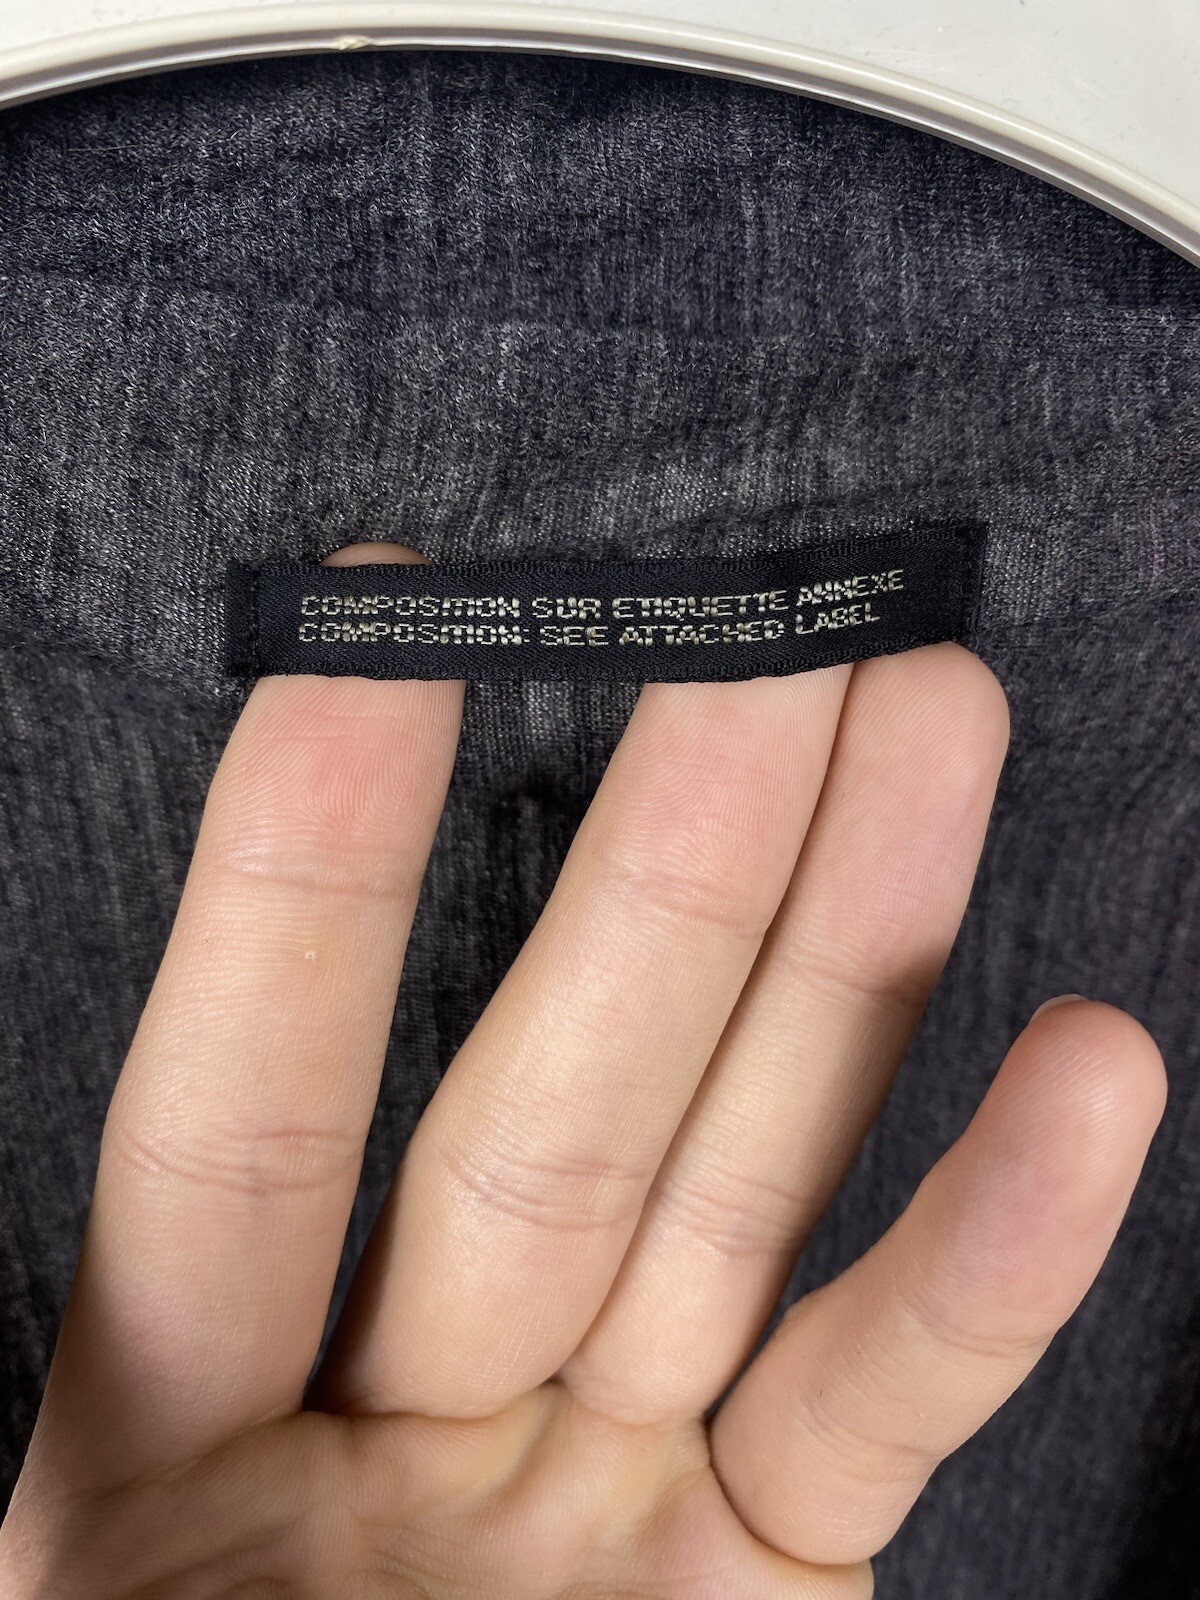 COMPOSITION SUR ETIQUETTE ANNEXE
COMPOSITION: SEE ATTACHED LABEL